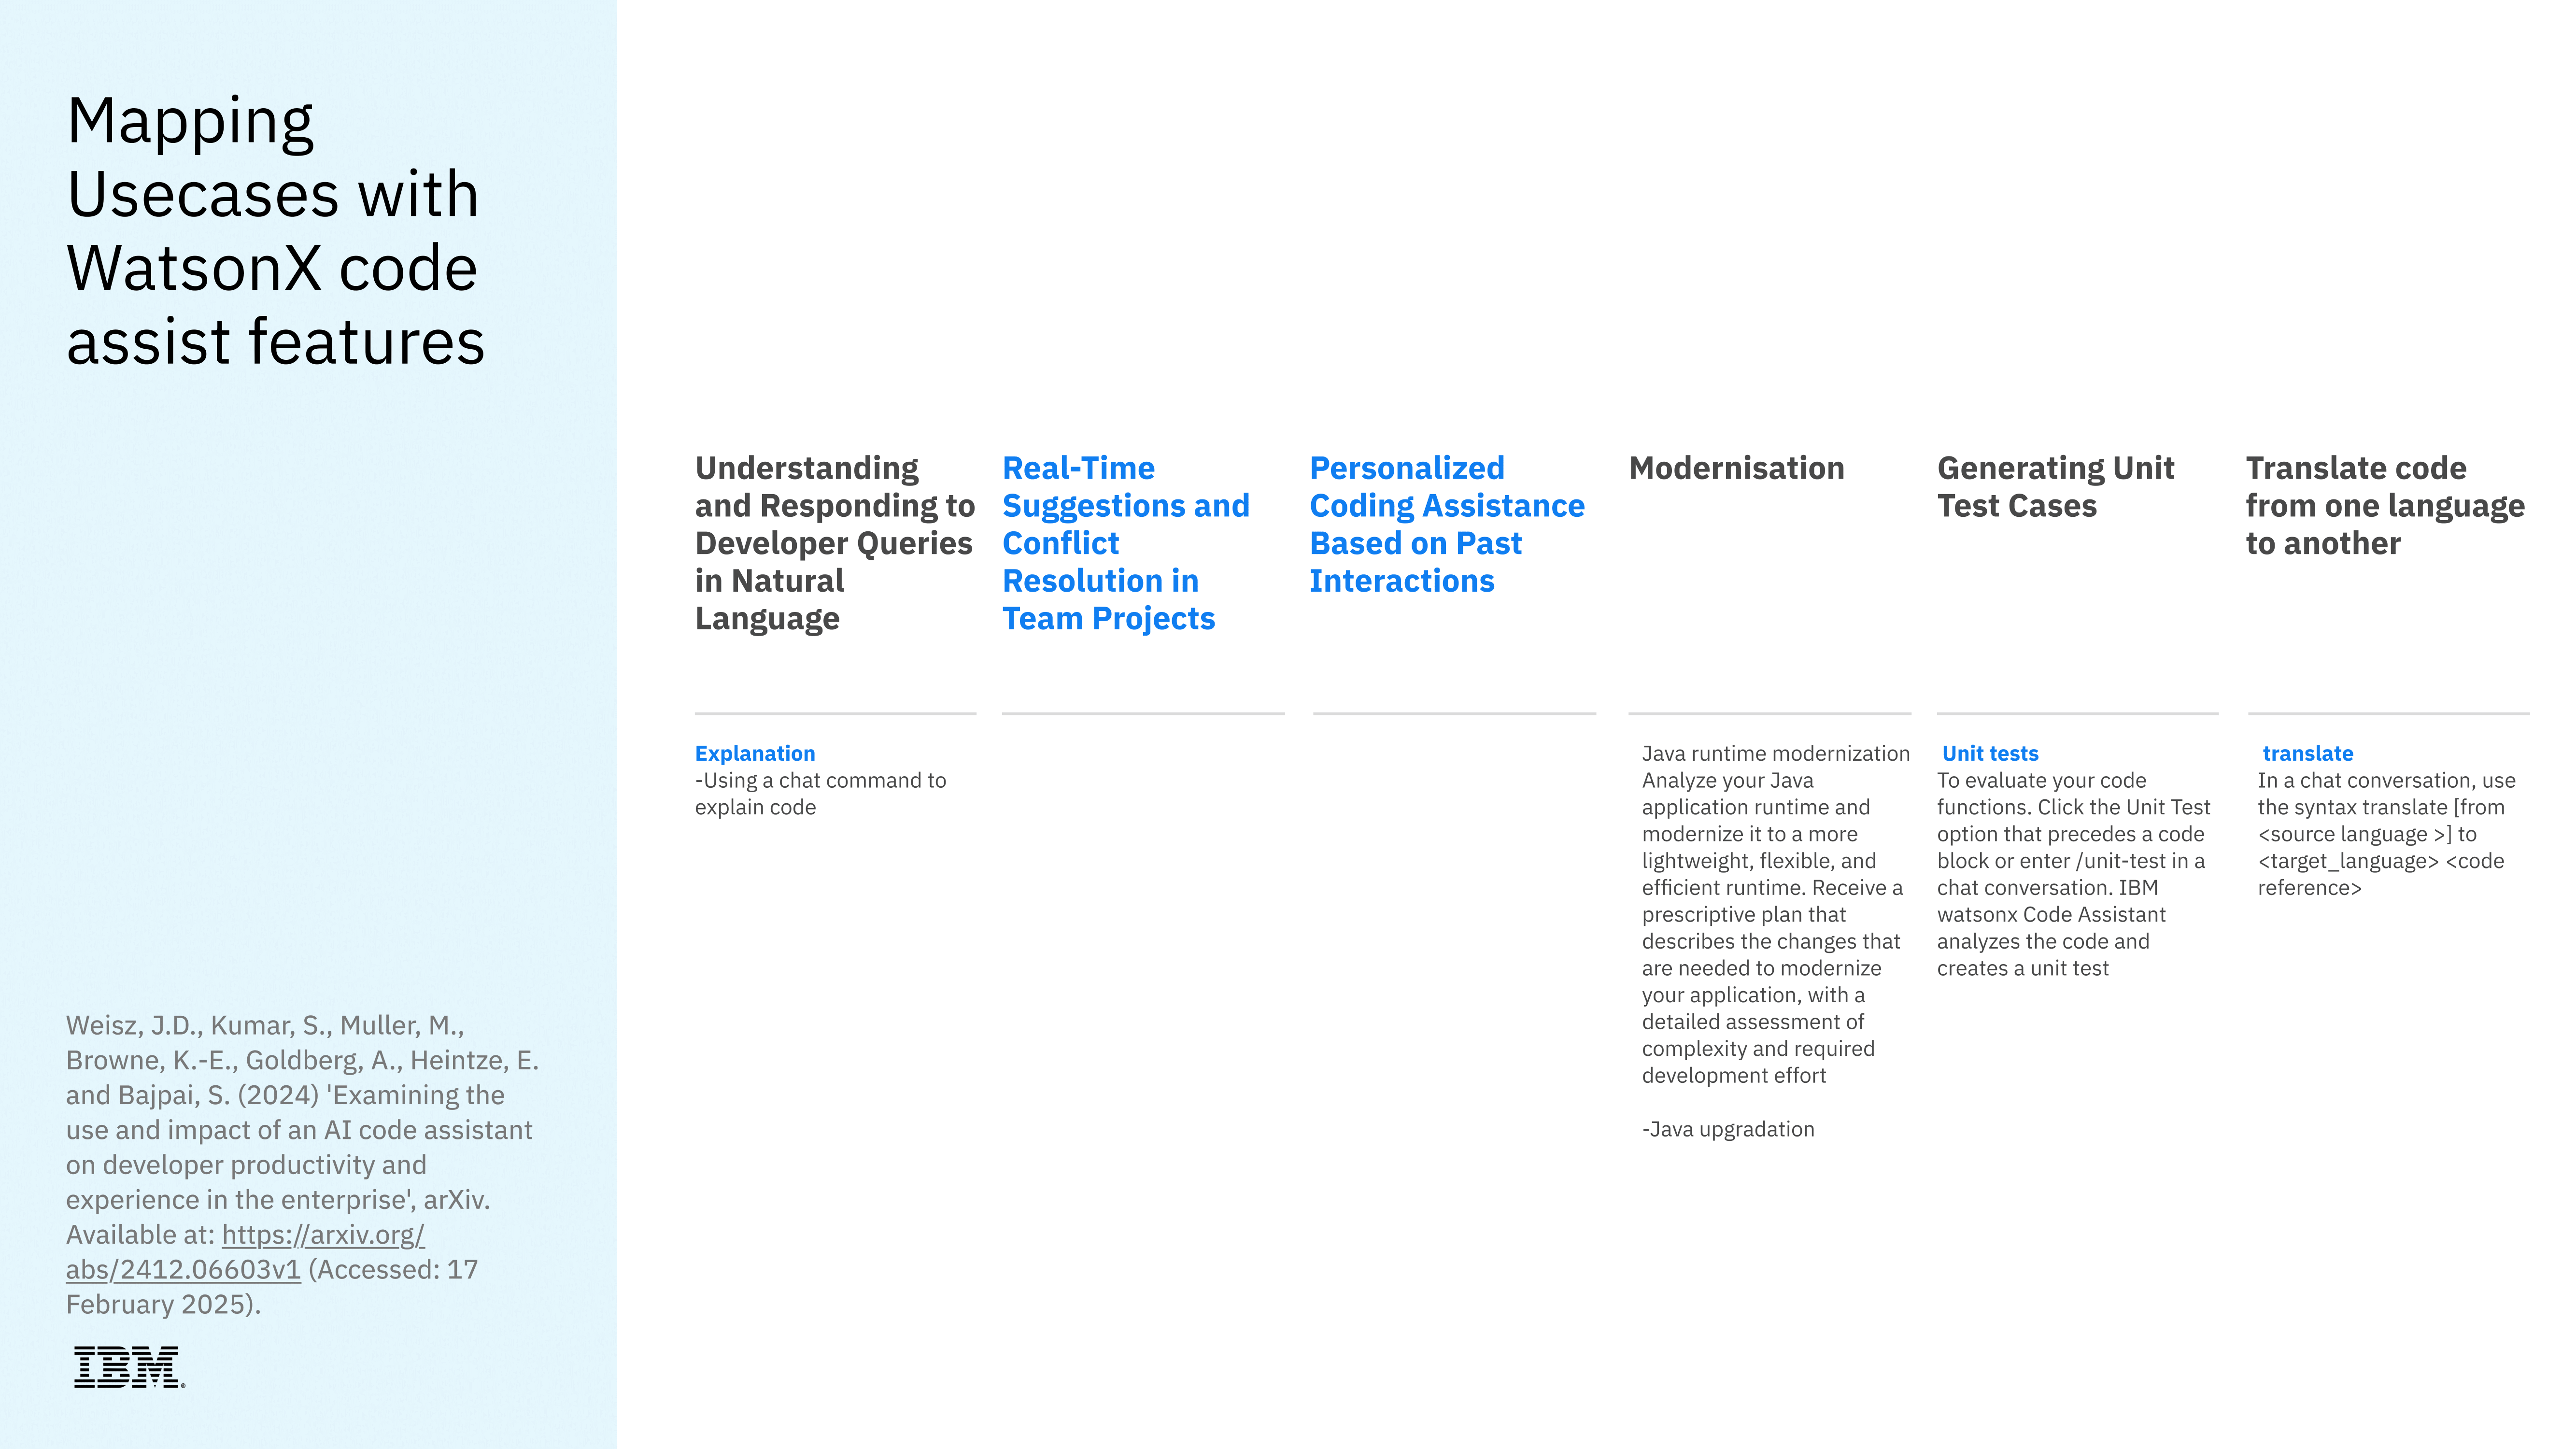 Mapping
Usecases with
WatsonX code
assist features
Weisz, J.D., Kumar, S., Muller, M.,
Browne, K.-E., Goldberg, A., Heintze, E.
and Bajpai, S. (2024) 'Examining the
use and impact of an AI code assistant
on developer productivity and
experience in the enterprise', arXiv.
Available at: https://arxiv.org/
abs/2412.06603v1 (Accessed: 17
February 2025).
IBM®
Understanding
and Responding to
Developer Queries
in Natural
Language
Explanation
-Using a chat command to
explain code
Real-Time
Suggestions and
Conflict
Resolution in
Team Projects
Personalized
Coding Assistance
Based on Past
Interactions
Modernisation
Java runtime modernization
Analyze your Java
application runtime and
modernize it to a more
lightweight, flexible, and
efficient runtime. Receive a
prescriptive plan that
describes the changes that
are needed to modernize
your application, with a
detailed assessment of
complexity and required
development effort
-Java upgradation
Generating Unit
Test Cases
Unit tests
To evaluate your code
functions. Click the Unit Test
option that precedes a code
block or enter /unit-test in a
chat conversation. IBM
watsonx Code Assistant
analyzes the code and
creates a unit test
Translate code
from one language
to another
translate
In a chat conversation, use
the syntax translate [from
<source language >] to
<target_language> <code
reference>